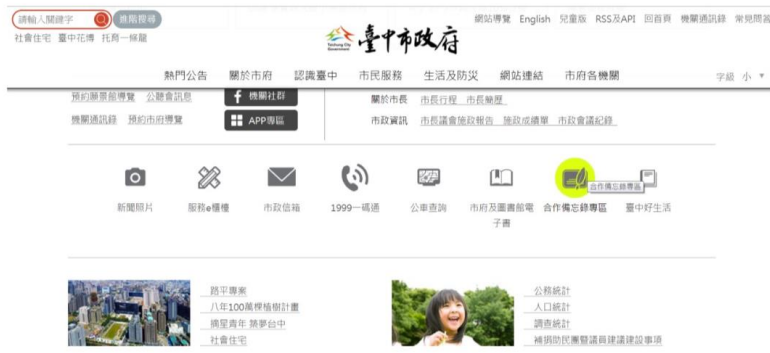 請輸入關鍵字 進階搜尋
網站導覽 English 兒童版 RSS及API 回首頁 機關通訊錄 常見問答
社會住宅 臺中花博 托育一條龍
Taichung City Government 臺中市政府
熱門公告 關於市府 認識臺中 市民服務 生活及防災 網站連結 市府各機關 字級 小
預約願景館導覽 公聽會訊息 機關社群 關於市長 市長行程 市長簡歷
機關通訊錄 預約市府導覽 APP專區 市政資訊 市長議會施政報告 施政成績單 市政會議紀錄
合作備忘錄專區
新聞照片 服務e櫃檯 市政信箱 1999一碼通 公車查詢 市府及圖書館電子書 合作備忘錄專區 臺中好生活
路平專案 公務統計
八年100萬棵植樹計畫 人口統計
摘星青年 築夢台中 調查統計
社會住宅 補捐助民團暨議員建議建設事項